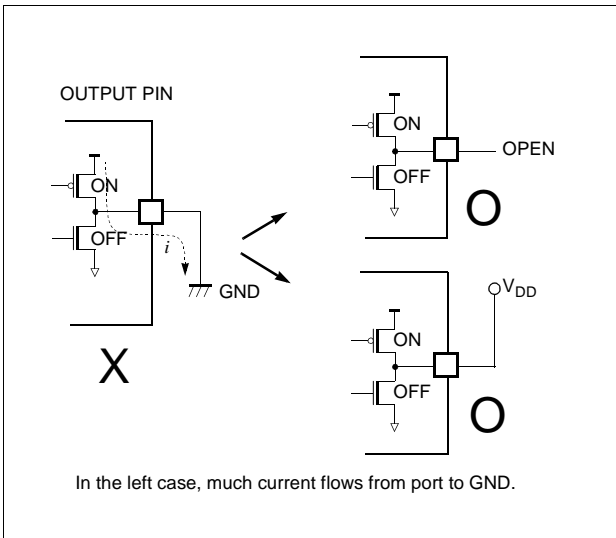 OUTPUT PIN
ON
OFF
i
GND
X
ON
OFF
OPEN
O
VDD
ON
OFF
O
In the left case, much current flows from port to GND.